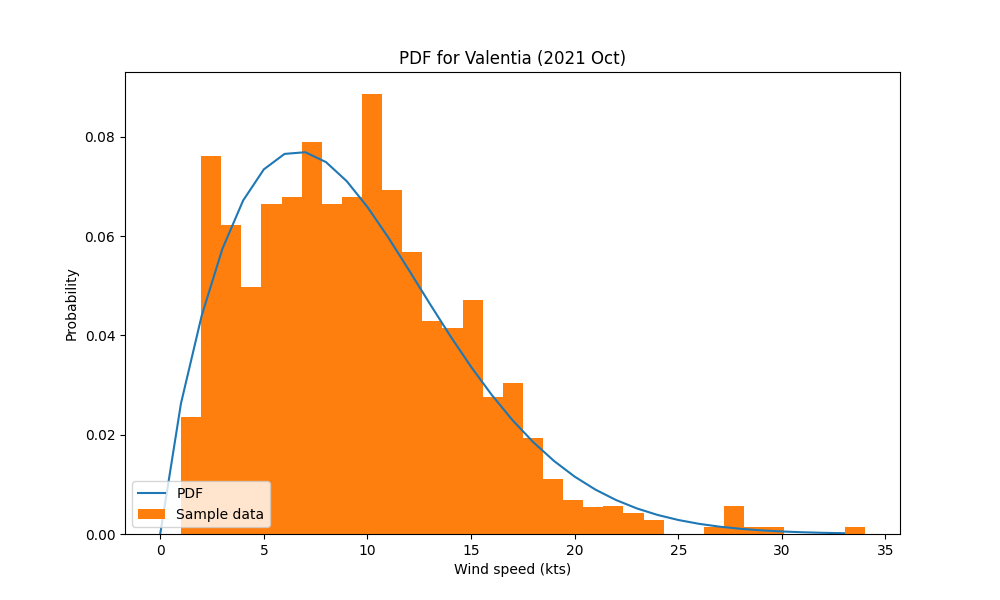 PDF for Valentia (2021 Oct)
Probability
0.08
0.06
0.04
0.02
0.00
PDF
Sample data
0 5 10 15 20 25 30 35
Wind speed (kts)